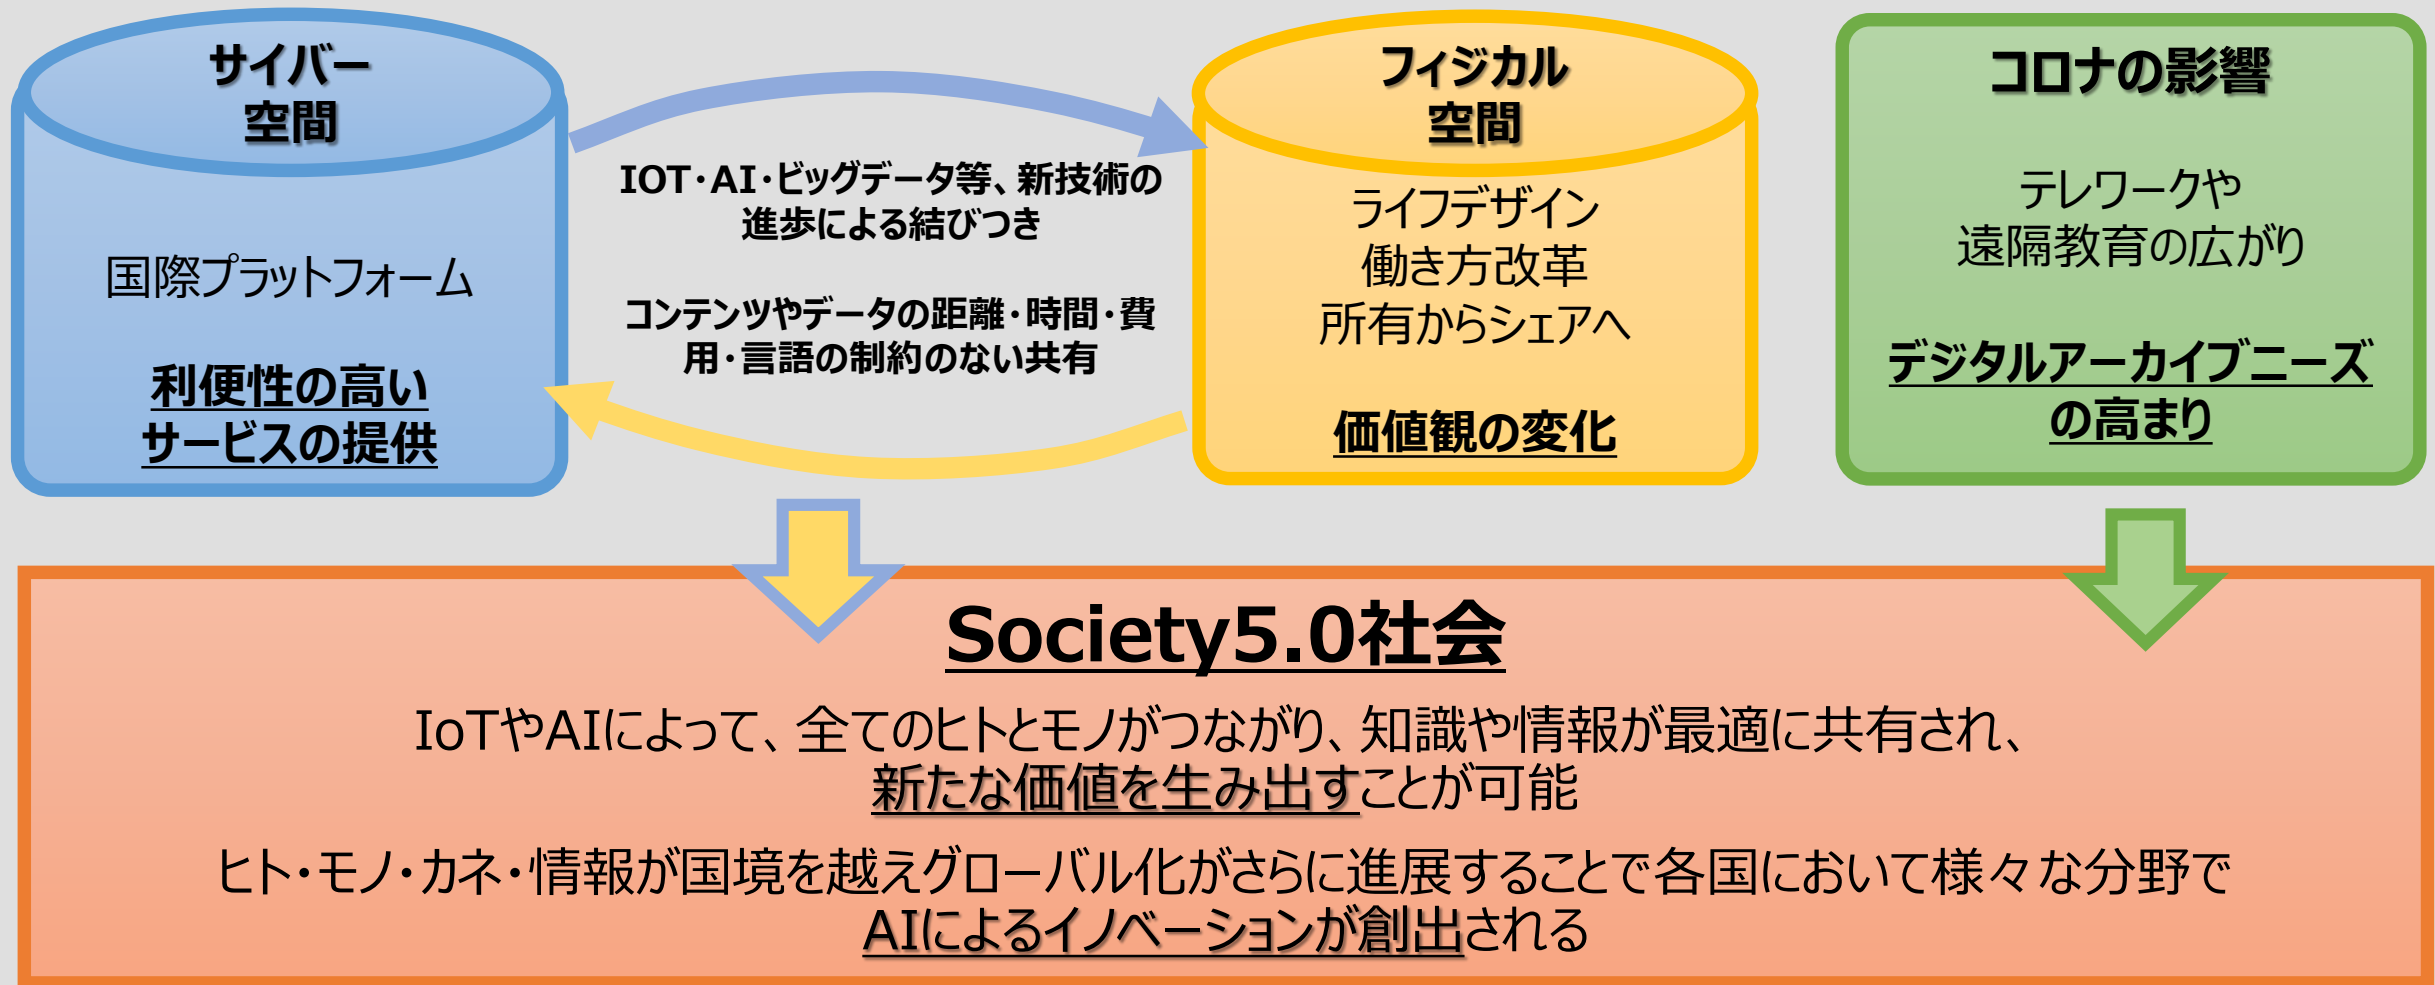 サイバー
空間
国際プラットフォーム
利便性の高い
サービスの提供
IOT・AI・ビッグデータ等、新技術の
進歩による結びつき
コンテンツやデータの距離・時間・費
用・言語の制約のない共有
フィジカル
空間
ライフデザイン
働き方改革
所有からシェアへ
価値観の変化
コロナの影響
テレワークや
遠隔教育の広がり
デジタルアーカイブニーズ
の高まり
Society5.0社会
IoTやAIによって、全てのヒトとモノがつながり、知識や情報が最適に共有され、
新たな価値を生み出すことが可能
ヒト・モノ・カネ・情報が国境を越えグローバル化がさらに進展することで各国において様々な分野で
AIによるイノベーションが創出される